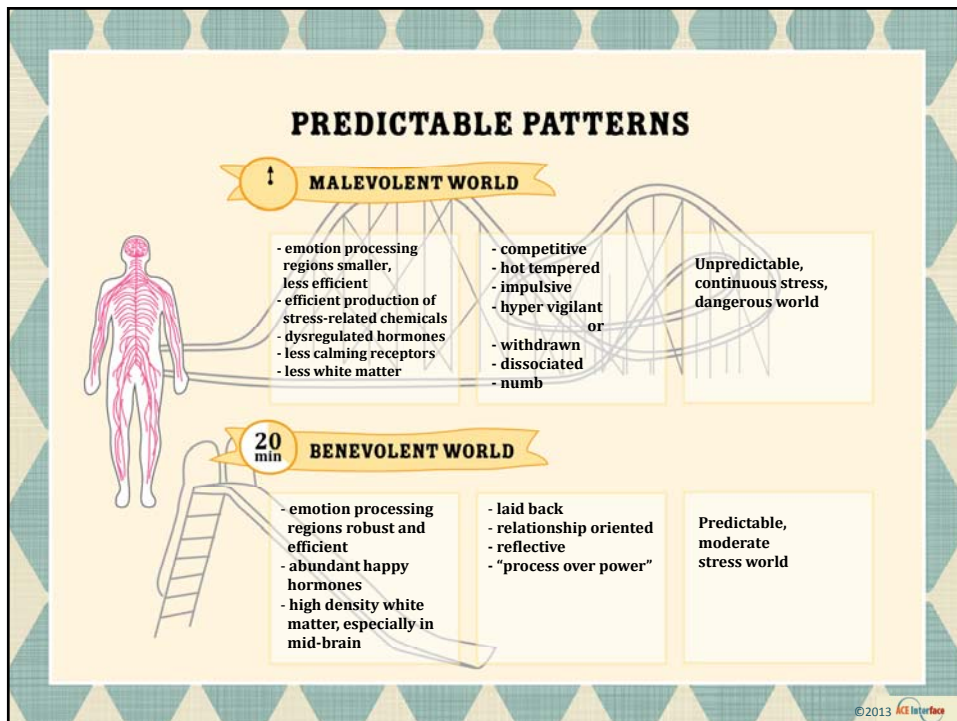 PREDICTABLE PATTERNS
MALEVOLENT WORLD
- emotion processing
regions smaller,
less efficient
- efficient production of
stress-related chemicals
- dysregulated hormones
- less calming receptors
- less white matter
- competitive
- hot tempered
- impulsive
- hyper vigilant
or
- withdrawn
- dissociated
- numb
Unpredictable,
continuous stress,
dangerous world
20
min
BENEVOLENT WORLD
- emotion processing
regions robust and
efficient
- abundant happy
hormones
- high density white
matter, especially in
mid-brain
- laid back
- relationship oriented
- reflective
- “process over power”
Predictable,
moderate
stress world
©2013 ACE Interface